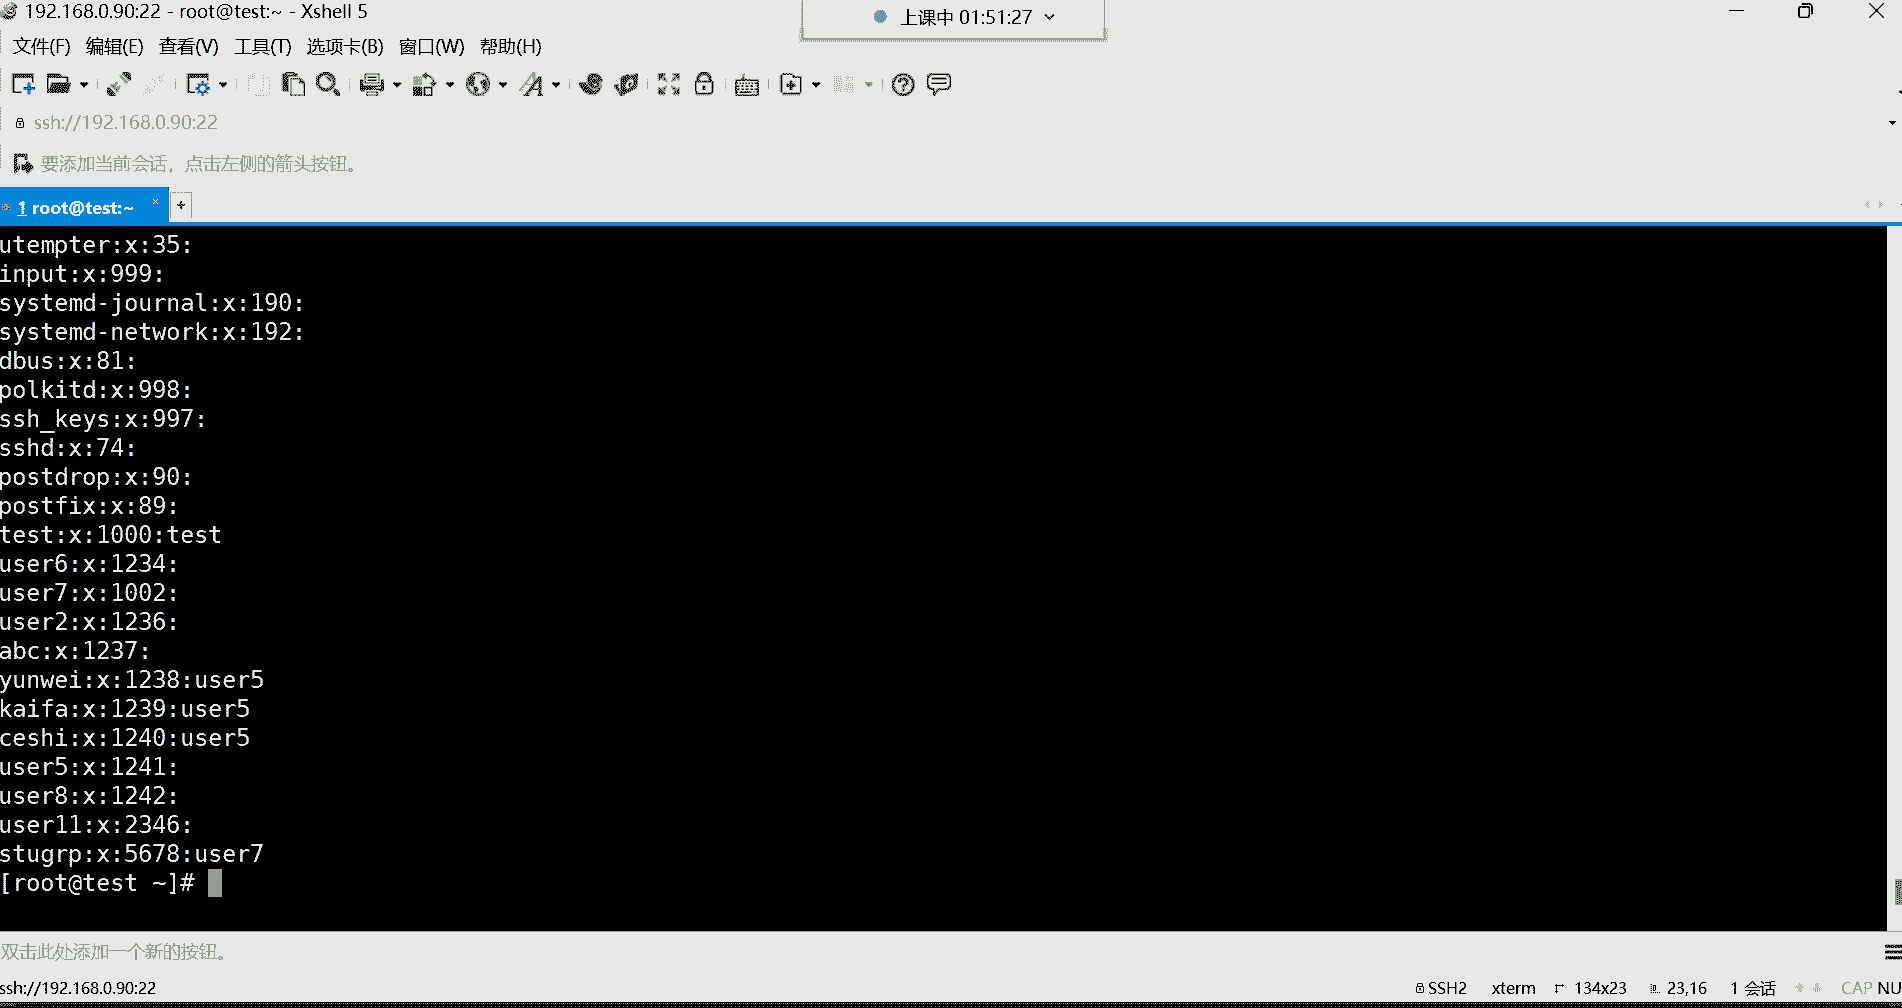 192.168.0.90:22 - root@test:~ - Xshell 5
上课中 01:51:27
文件(F) 编辑(E) 查看(V) 工具(T) 选项卡(B) 窗口(W) 帮助(H)
ssh://192.168.0.90:22
要添加当前会话，点击左侧的箭头按钮。
1 root@test:~ × +
utempter:x:35:
input:x:999:
systemd-journal:x:190:
systemd-network:x:192:
dbus:x:81:
polkitd:x:998:
ssh_keys:x:997:
sshd:x:74:
postdrop:x:90:
postfix:x:89:
test:x:1000:test
user6:x:1234:
user7:x:1002:
user2:x:1236:
abc:x:1237:
yunwei:x:1238:user5
kaifa:x:1239:user5
ceshi:x:1240:user5
user5:x:1241:
user8:x:1242:
user11:x:2346:
stugrp:x:5678:user7
[root@test ~]#
双击此处添加一个新的按钮。
ssh://192.168.0.90:22 SSH2 xterm 134x23 23,16 1 会话 CAP NU